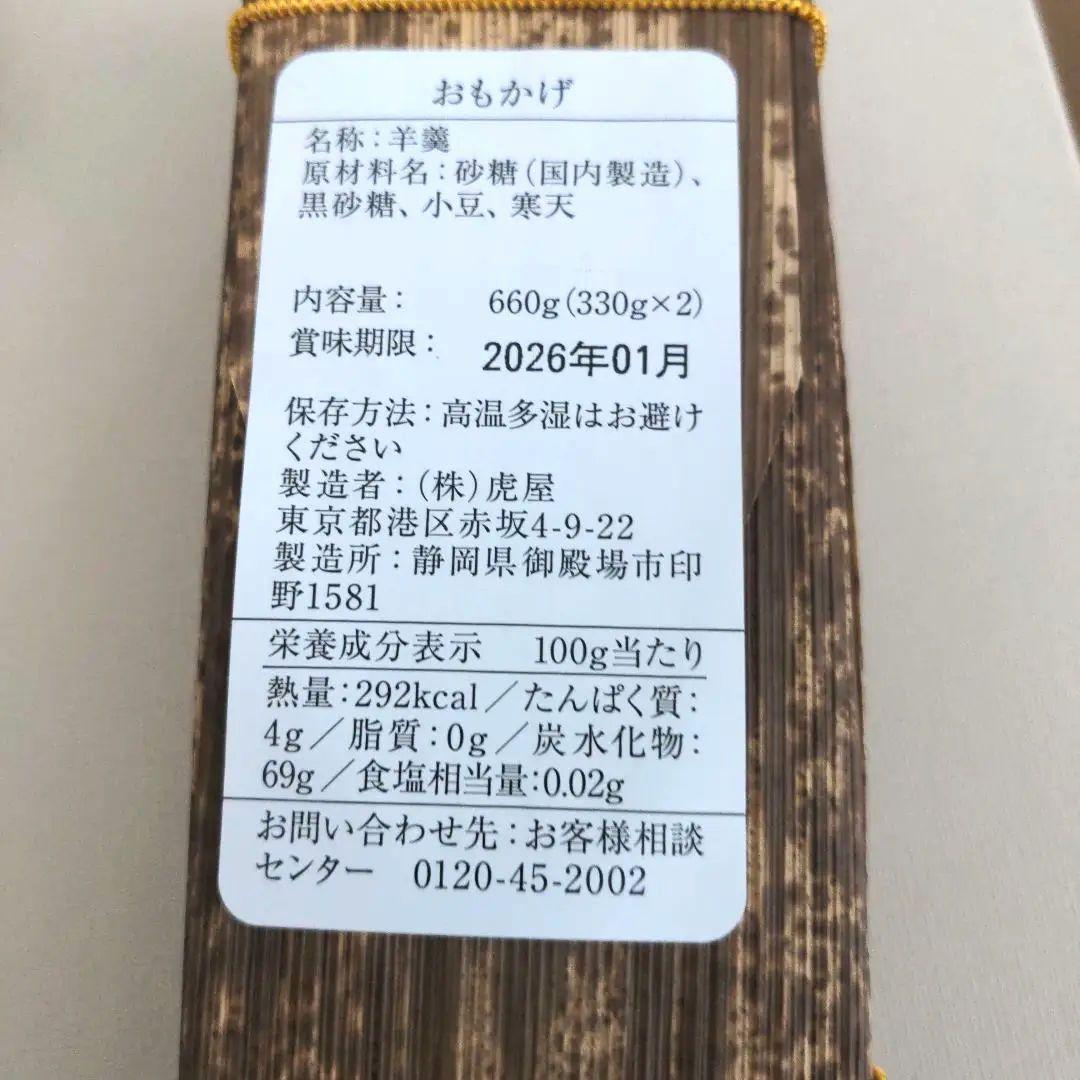 おもかげ
名称：羊羹
原材料名：砂糖（国内製造）、
黒砂糖、小豆、寒天
内容量： 660g（330g×2）
賞味期限： 2026年01月
保存方法：高温多湿はお避け
ください
製造者：（株）虎屋
東京都港区赤坂4-9-22
製造所：静岡県御殿場市印
野1581
栄養成分表示 100g当たり
熱量：292kcal／たんぱく質：
4g／脂質：0g／炭水化物：
69g／食塩相当量：0.02g
お問い合わせ先：お客様相談
センター 0120-45-2002